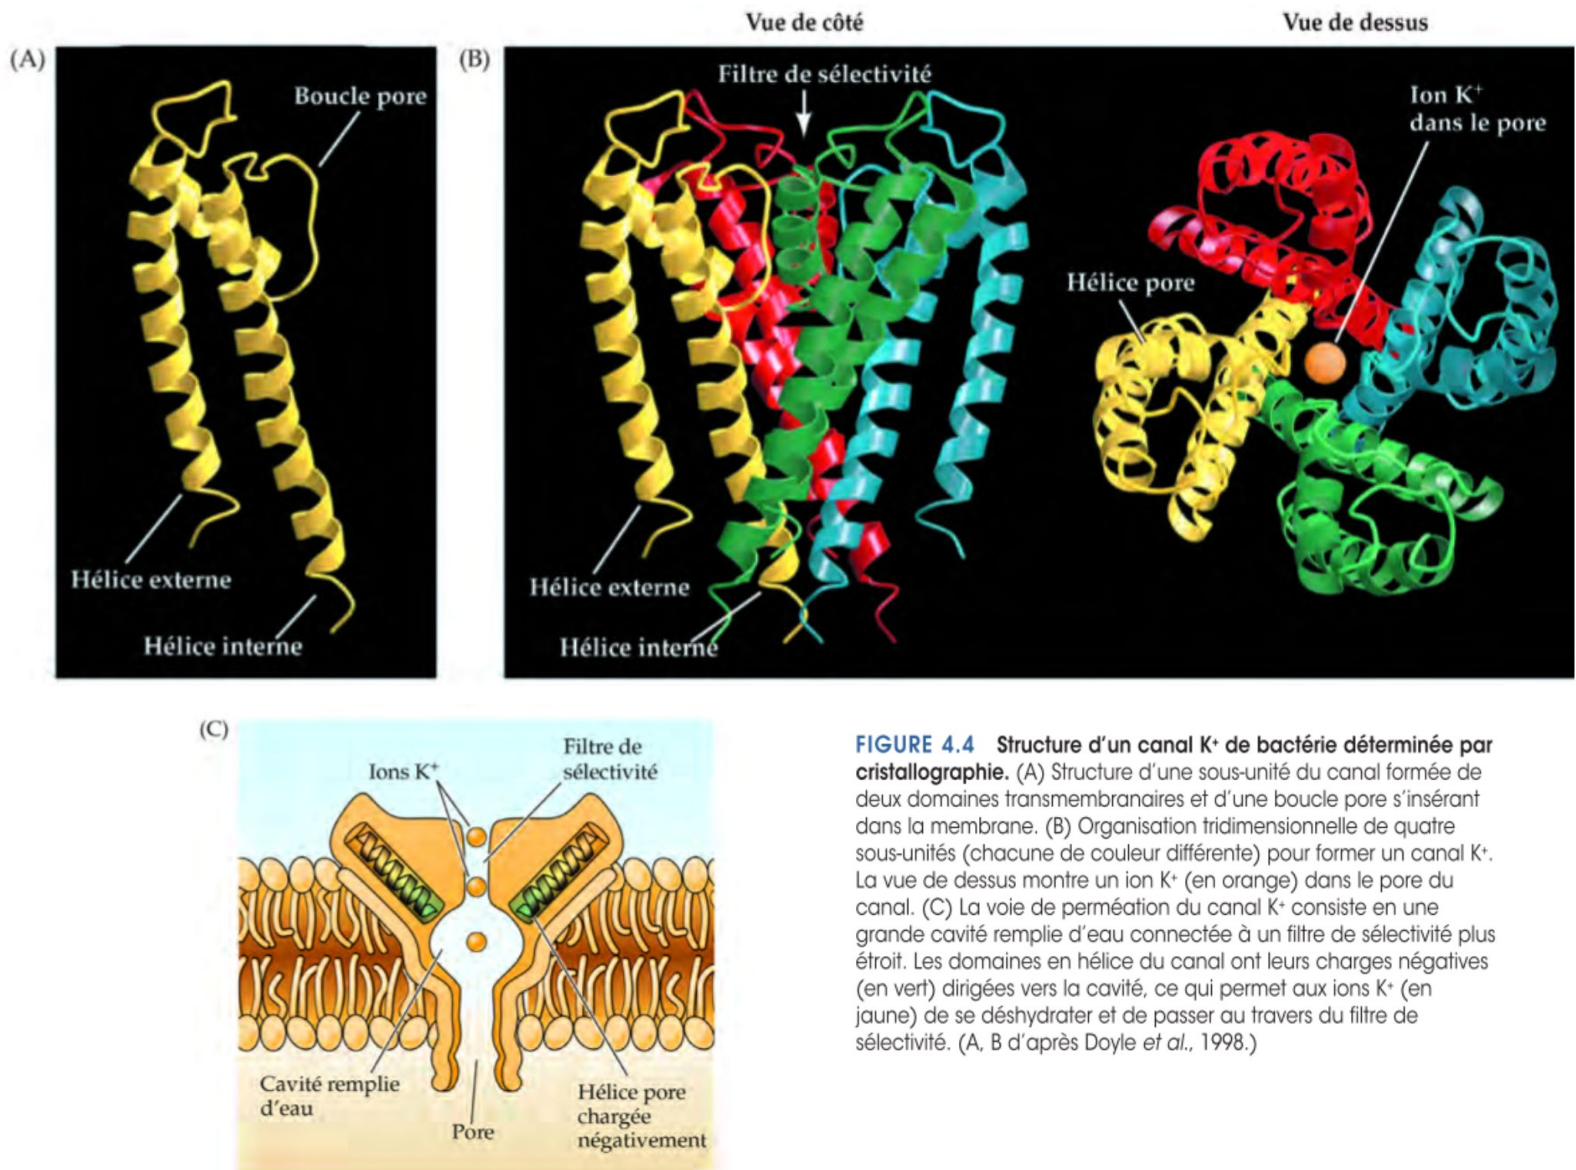 Vue de côté
Vue de dessus
(A)
Boucle pore
Hélice externe
Hélice interne
(B)
Filtre de sélectivité
Hélice externe
Hélice interne
Ion K⁺
dans le pore
Hélice pore
(C)
Ions K⁺
Filtre de
sélectivité
Cavité remplie
d'eau
Pore
Hélice pore
chargée
négativement
FIGURE 4.4 Structure d'un canal K⁺ de bactérie déterminée par
cristallographie. (A) Structure d'une sous-unité du canal formée de
deux domaines transmembranaires et d'une boucle pore s'insérant
dans la membrane. (B) Organisation tridimensionnelle de quatre
sous-unités (chacune de couleur différente) pour former un canal K⁺.
La vue de dessus montre un ion K⁺ (en orange) dans le pore du
canal. (C) La voie de perméation du canal K⁺ consiste en une
grande cavité remplie d'eau connectée à un filtre de sélectivité plus
étroit. Les domaines en hélice du canal ont leurs charges négatives
(en vert) dirigées vers la cavité, ce qui permet aux ions K⁺ (en
jaune) de se déshydrater et de passer au travers du filtre de
sélectivité. (A, B d'après Doyle et al., 1998.)